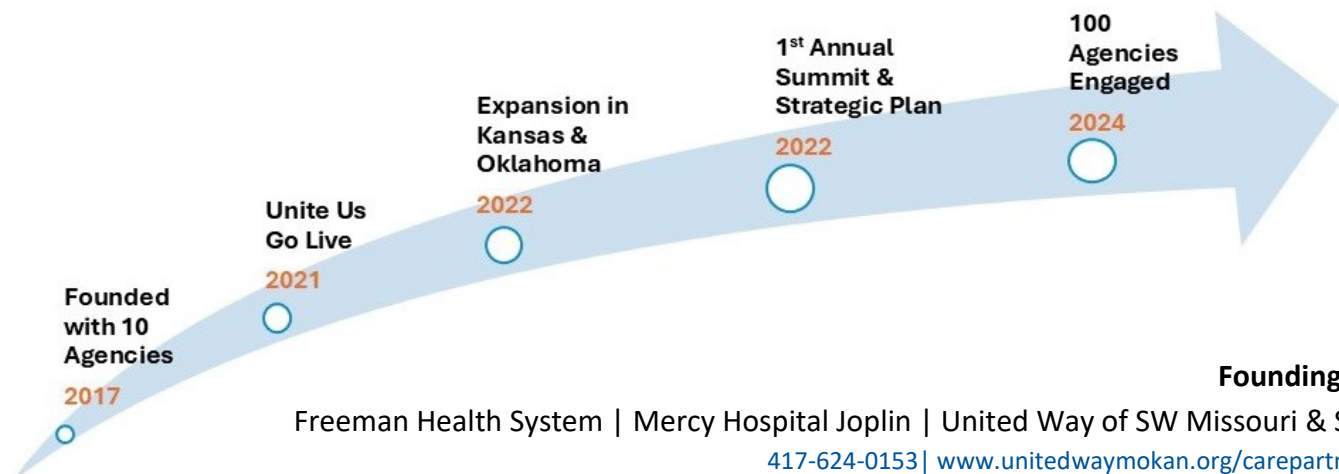 Founded
with 10
Agencies
2017
Unite Us
Go Live
2021
Expansion in
Kansas &
Oklahoma
2022
1st Annual
Summit &
Strategic Plan
2022
100
Agencies
Engaged
2024
Founding
Freeman Health System | Mercy Hospital Joplin | United Way of SW Missouri &
417-624-0153| www.unitedwaymokan.org/carepartn